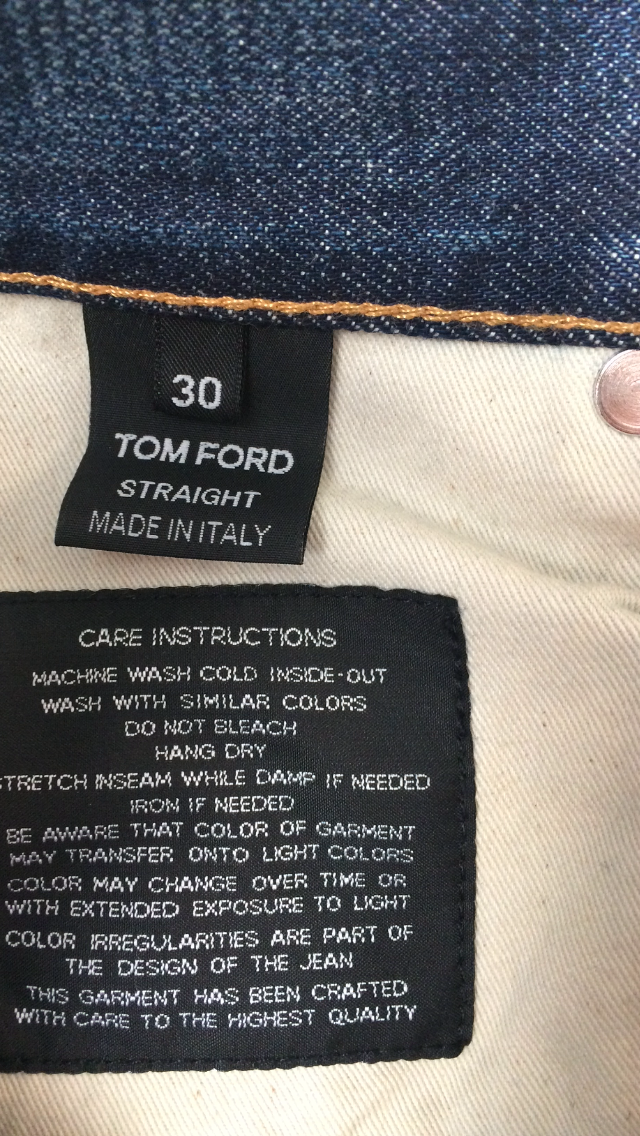 30
TOM FORD
STRAIGHT
MADE IN ITALY
CARE INSTRUCTIONS
MACHINE WASH COLD INSIDE-OUT
WASH WITH SIMILAR COLORS
DO NOT BLEACH
HANG DRY
STRETCH INSEAM WHILE DAMP IF NEEDED
IRON IF NEEDED
BE AWARE THAT COLOR OF GARMENT
MAY TRANSFER ONTO LIGHT COLORS
COLOR MAY CHANGE OVER TIME OR
WITH EXTENDED EXPOSURE TO LIGHT
COLOR IRREGULARITIES ARE PART OF
THE DESIGN OF THE JEAN
THIS GARMENT HAS BEEN CRAFTED
WITH CARE TO THE HIGHEST QUALITY